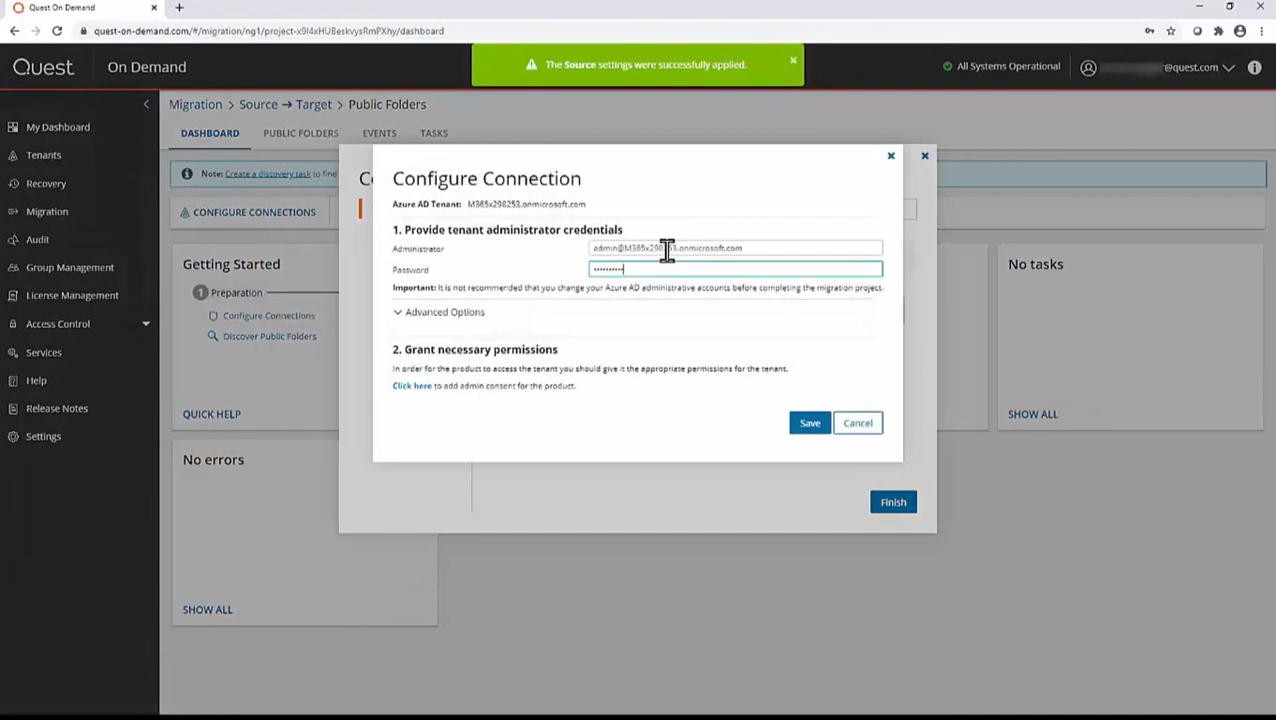 Quest On Demand
quest-on-demand.com/#/migration/ng1/project-x9l4xHUBeskvysRmPXhy/dashboard
Quest On Demand
The Source settings were successfully applied.
All Systems Operational
@quest.com
Migration > Source → Target > Public Folders
My Dashboard
DASHBOARD PUBLIC FOLDERS EVENTS TASKS
Tenants
Note: Create a discovery task to find
Recovery
Migration
CONFIGURE CONNECTIONS
Audit
Group Management
License Management
Access Control
Services
Help
Release Notes
Settings
Getting Started
1 Preparation
Configure Connections
Discover Public Folders
QUICK HELP
No errors
SHOW ALL
Configure Connection
Azure AD Tenant: M365x298253.onmicrosoft.com
1. Provide tenant administrator credentials
Administrator admin@M365x298253.onmicrosoft.com
Password
Important: It is not recommended that you change your Azure AD administrative accounts before completing the migration project.
Advanced Options
2. Grant necessary permissions
In order for the product to access the tenant you should give it the appropriate permissions for the tenant.
Click here to add admin consent for the product.
Save Cancel
Finish
No tasks
SHOW ALL